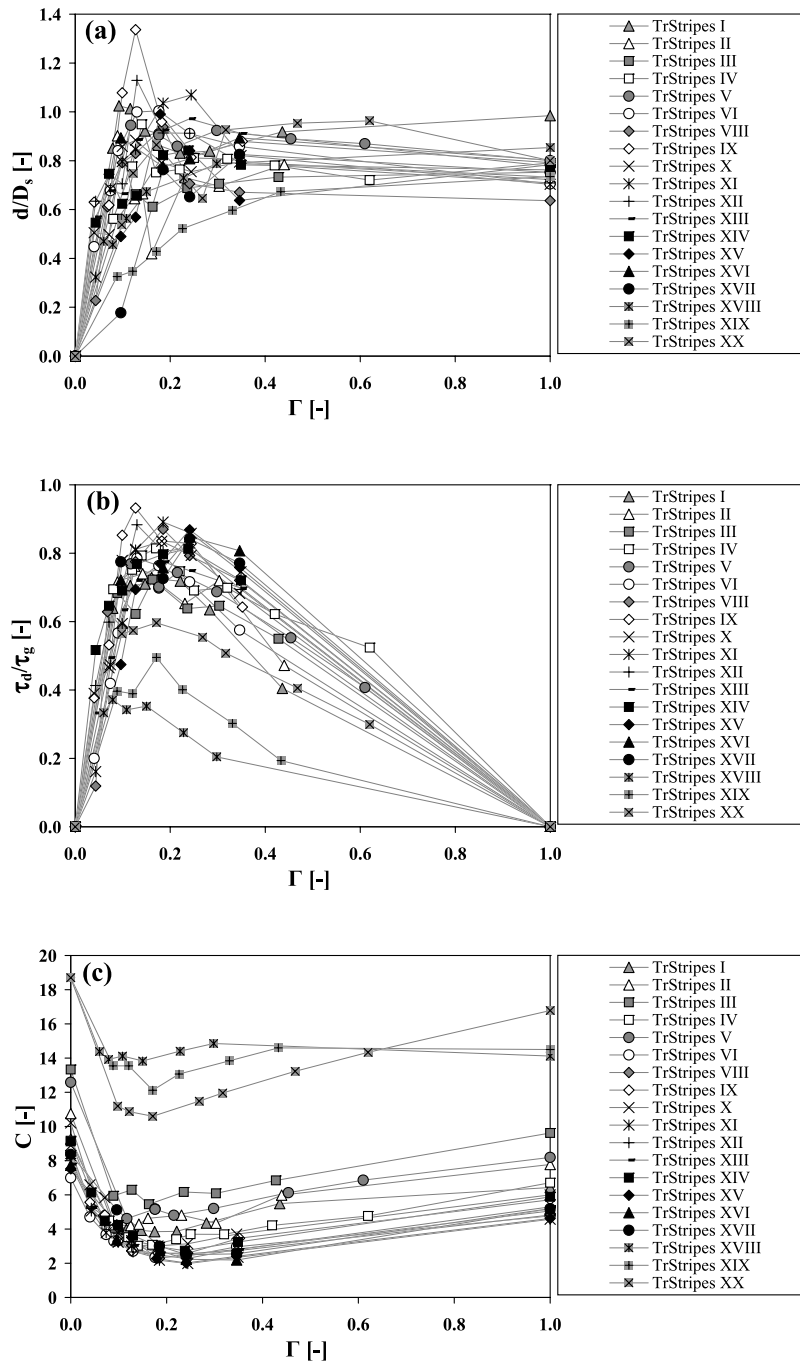 (a)
d/Dₛ [-]
1.4
1.2
1.0
0.8
0.6
0.4
0.2
0.0
0.0 0.2 0.4 0.6 0.8 1.0
Γ [-]
TrStripes I
TrStripes II
TrStripes III
TrStripes IV
TrStripes V
TrStripes VI
TrStripes VIII
TrStripes IX
TrStripes X
TrStripes XI
TrStripes XII
TrStripes XIII
TrStripes XIV
TrStripes XV
TrStripes XVI
TrStripes XVII
TrStripes XVIII
TrStripes XIX
TrStripes XX
(b)
τd/τg [-]
1.0
0.8
0.6
0.4
0.2
0.0
0.0 0.2 0.4 0.6 0.8 1.0
Γ [-]
TrStripes I
TrStripes II
TrStripes III
TrStripes IV
TrStripes V
TrStripes VI
TrStripes VIII
TrStripes IX
TrStripes X
TrStripes XI
TrStripes XII
TrStripes XIII
TrStripes XIV
TrStripes XV
TrStripes XVI
TrStripes XVII
TrStripes XVIII
TrStripes XIX
TrStripes XX
(c)
C [-]
20
18
16
14
12
10
8
6
4
2
0
0.0 0.2 0.4 0.6 0.8 1.0
Γ [-]
TrStripes I
TrStripes II
TrStripes III
TrStripes IV
TrStripes V
TrStripes VI
TrStripes VIII
TrStripes IX
TrStripes X
TrStripes XI
TrStripes XII
TrStripes XIII
TrStripes XIV
TrStripes XV
TrStripes XVI
TrStripes XVII
TrStripes XVIII
TrStripes XIX
TrStripes XX